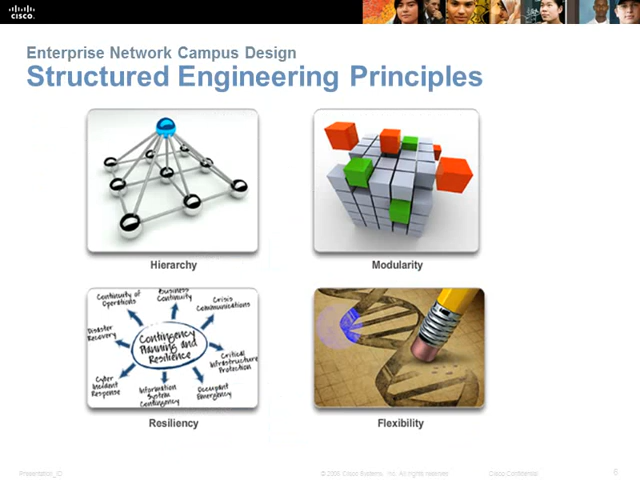 CISCO
Enterprise Network Campus Design
Structured Engineering Principles
Hierarchy
Modularity
Continuity of
Operations
Business
Continuity
Crisis
Communications
Disaster
Recovery
Contingency
Planning and
Resilience
Critical
Infrastructure
Protection
Cyber
Incident
Response
Information
System
Contingency
Occupant
Emergency
Resiliency
Flexibility
Presentation_ID
Cisco Systems, Inc. All rights reserved.
Cisco Confidential
6